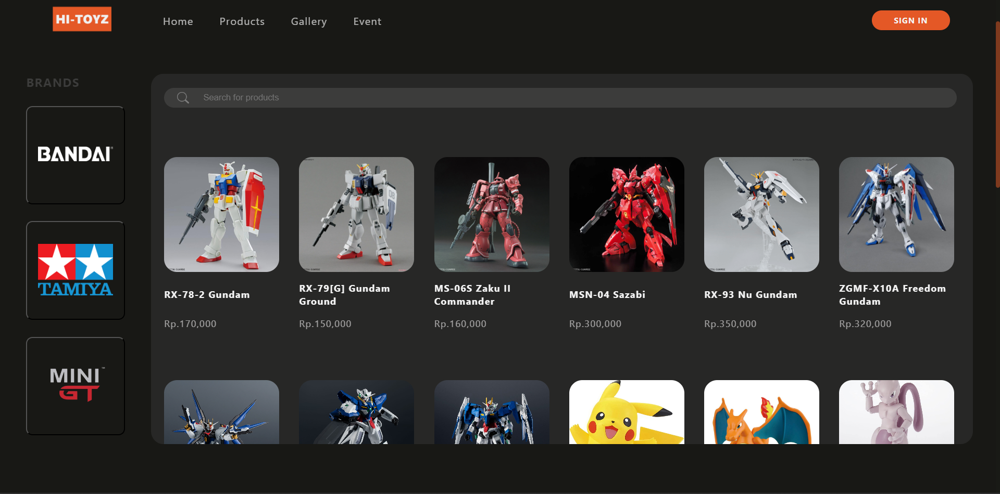 HI-TOYZ
Home
Products
Gallery
Event
SIGN IN
BRANDS
Search for products
BANDAI
TAMIYA
MINI GT™
08
RX-78-2 Gundam
RX-79[G] Gundam
Ground
MS-06S Zaku II
Commander
MSN-04 Sazabi
RX-93 Nu Gundam
ZGMF-X10A Freedom
Gundam
Rp.170,000
Rp.150,000
Rp.160,000
Rp.300,000
Rp.350,000
Rp.320,000